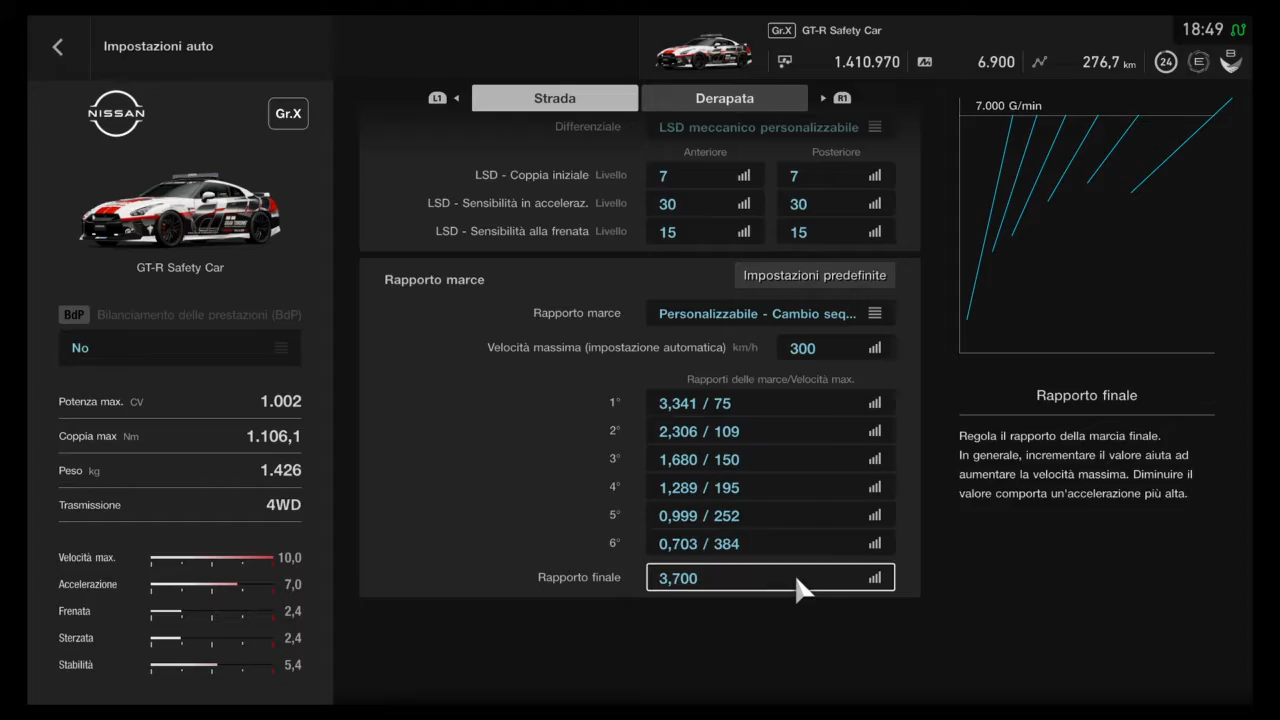 Impostazioni auto
Gr.X GT-R Safety Car
1.410.970 6.900 276,7 km 24 E B
18:49
NISSAN
Gr.X
GT-R Safety Car
BdP Bilanciamento delle prestazioni (BdP)
No
Potenza max. CV 1.002
Coppia max Nm 1.106,1
Peso kg 1.426
Trasmissione 4WD
Velocità max. 10,0
Accelerazione 7,0
Frenata 2,4
Sterzata 2,4
Stabilità 5,4
L1 Strada Derapata R1
Differenziale LSD meccanico personalizzabile
Anteriore Posteriore
LSD - Coppia iniziale Livello 7 7
LSD - Sensibilità in acceleraz. Livello 30 30
LSD - Sensibilità alla frenata Livello 15 15
Rapporto marce Impostazioni predefinite
Rapporto marce Personalizzabile - Cambio seq...
Velocità massima (impostazione automatica) km/h 300
Rapporti delle marce/Velocità max.
1° 3,341 / 75
2° 2,306 / 109
3° 1,680 / 150
4° 1,289 / 195
5° 0,999 / 252
6° 0,703 / 384
Rapporto finale 3,700
7.000 G/min
Rapporto finale
Regola il rapporto della marcia finale.
In generale, incrementare il valore aiuta ad
aumentare la velocità massima. Diminuire il
valore comporta un'accelerazione più alta.